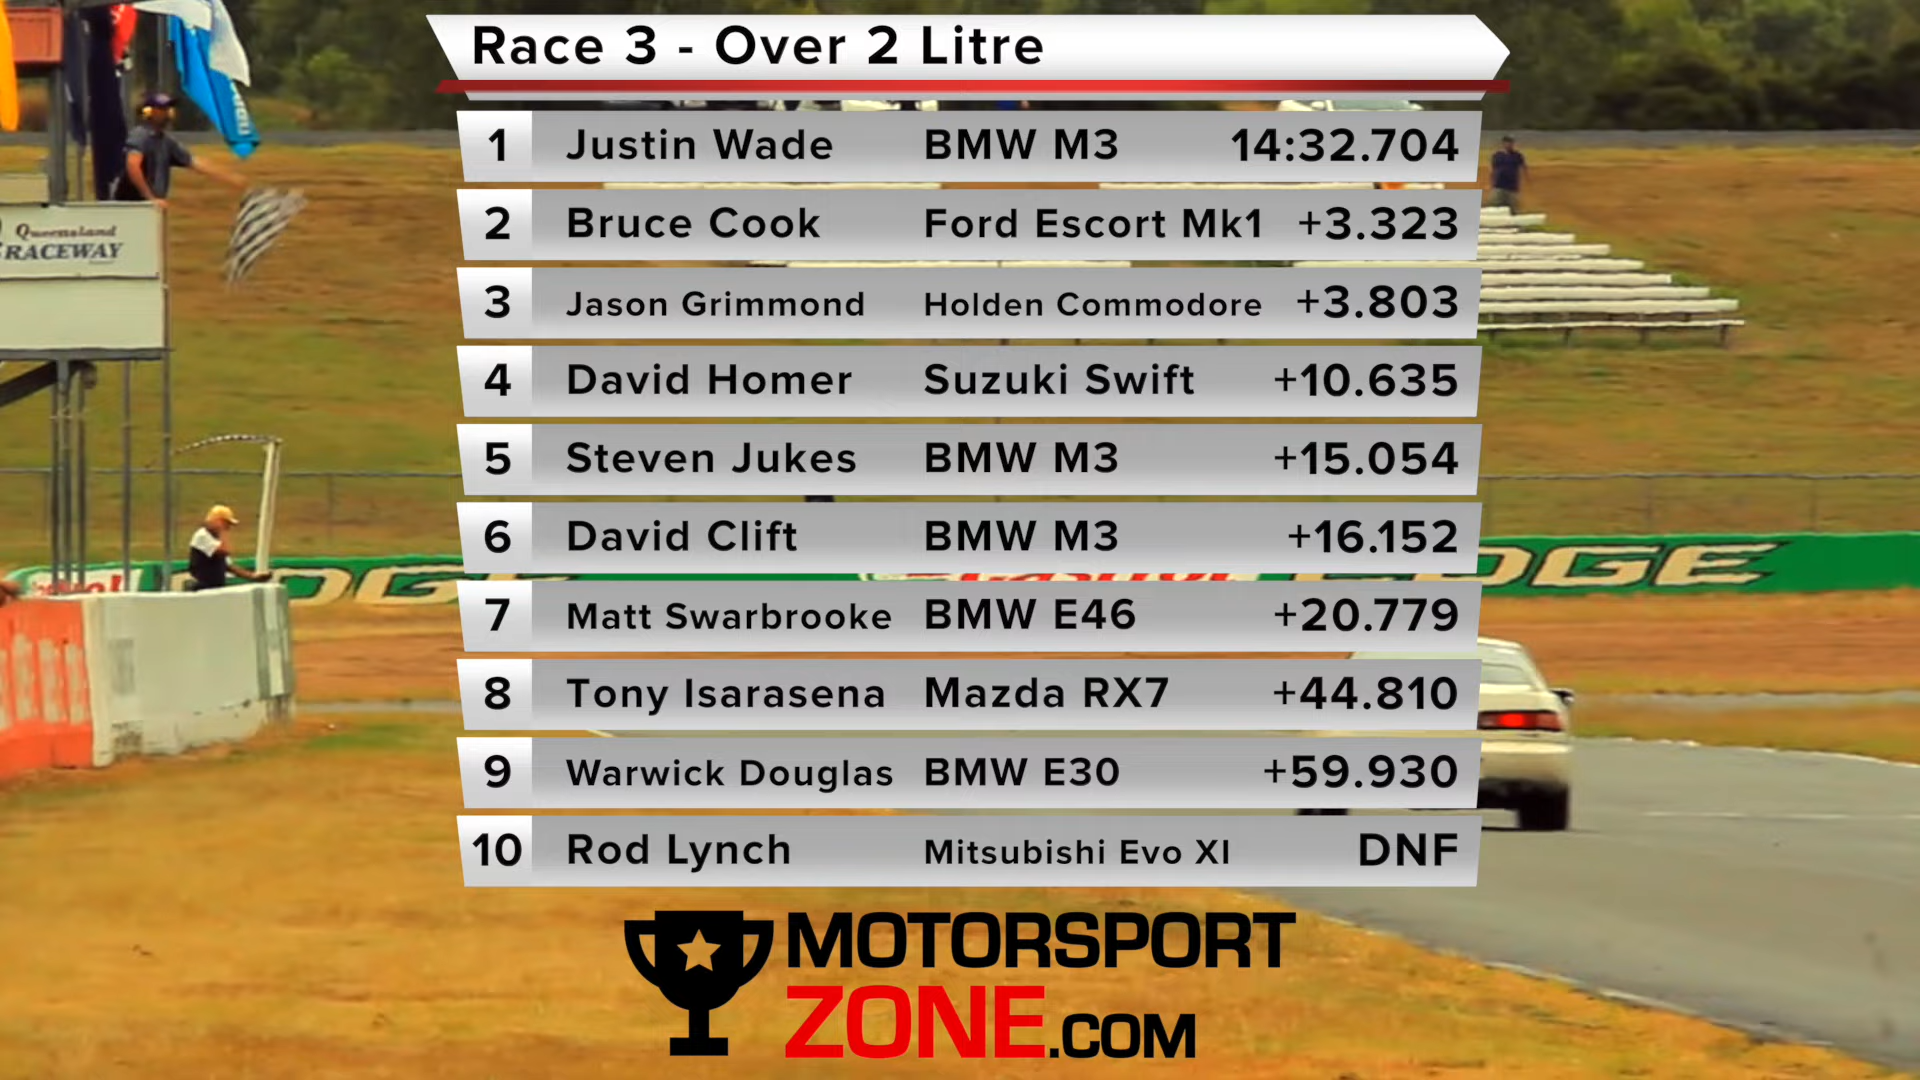 Race 3 - Over 2 Litre
1 Justin Wade BMW M3 14:32.704
2 Bruce Cook Ford Escort Mk1 +3.323
3 Jason Grimmond Holden Commodore +3.803
4 David Homer Suzuki Swift +10.635
5 Steven Jukes BMW M3 +15.054
6 David Clift BMW M3 +16.152
7 Matt Swarbrooke BMW E46 +20.779
8 Tony Isarasena Mazda RX7 +44.810
9 Warwick Douglas BMW E30 +59.930
10 Rod Lynch Mitsubishi Evo XI DNF
Queensland
RACEWAY
EDGE
MOTORSPORT
ZONE.COM